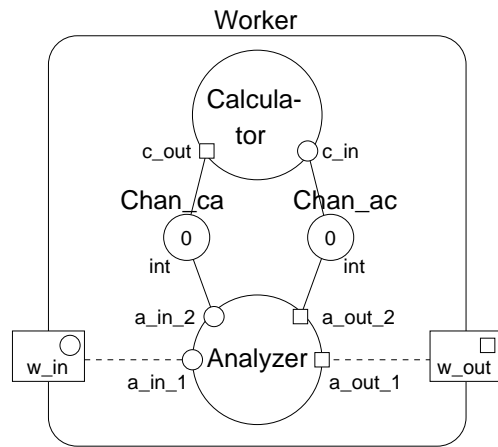 Worker
Calcula-
tor
c_out
c_in
Chan_ca
Chan_ac
0
0
int
int
a_in_2
a_out_2
w_in
Analyzer
w_out
a_in_1
a_out_1